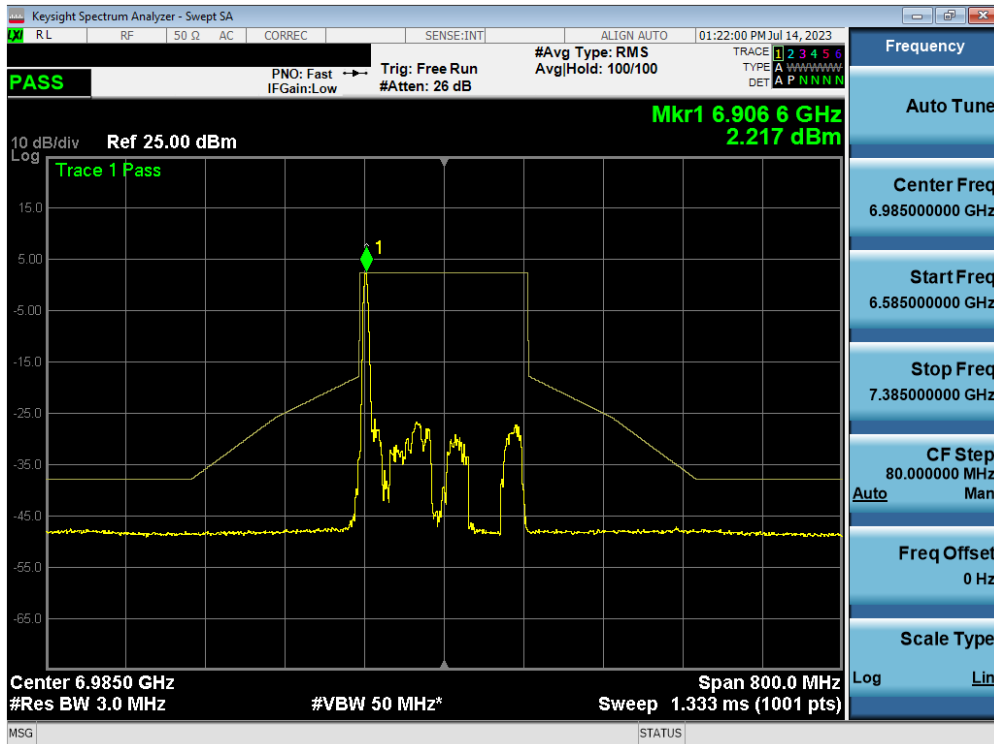 Keysight Spectrum Analyzer - Swept SA
LXI RL RF 50 Ω AC CORREC SENSE:INT ALIGN AUTO 01:22:00 PM Jul 14, 2023
PASS
PNO: Fast
IFGain:Low
Trig: Free Run
#Atten: 26 dB
#Avg Type: RMS
Avg|Hold: 100/100
TRACE 1 2 3 4 5 6
TYPE A WWWWW
DET A P N N N N
Mkr1 6.906 6 GHz
2.217 dBm
10 dB/div Ref 25.00 dBm
Log
Trace 1 Pass
15.0
1
5.00
-5.00
-15.0
-25.0
-35.0
-45.0
-55.0
-65.0
Center 6.9850 GHz
Span 800.0 MHz
#Res BW 3.0 MHz
#VBW 50 MHz*
Sweep 1.333 ms (1001 pts)
MSG
STATUS
Frequency
Auto Tune
Center Freq
6.985000000 GHz
Start Freq
6.585000000 GHz
Stop Freq
7.385000000 GHz
CF Step
80.000000 MHz
Auto Man
Freq Offset
0 Hz
Scale Type
Log Lin